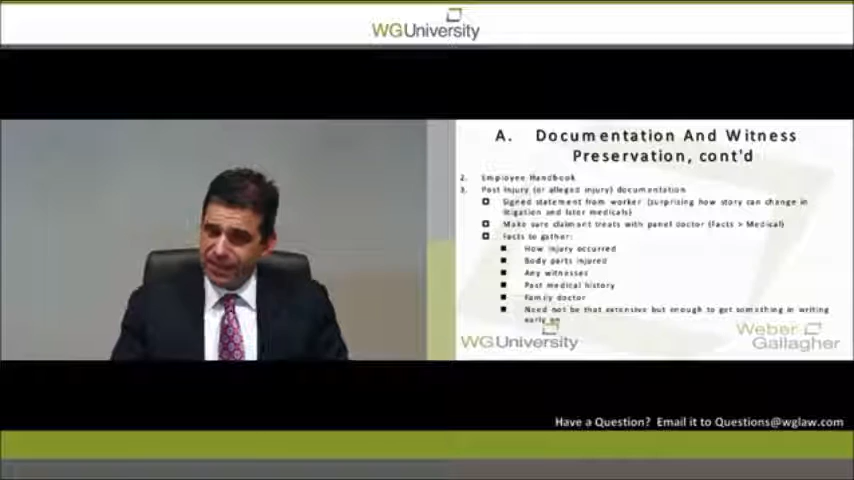 WGUniversity
A. Documentation And Witness
Preservation, cont'd
2. Employee Handbook
3. Post Injury (or alleged injury) documentation
Signed statement from worker (surprising how story can change in
litigation and later medicals)
Make sure claimant treats with panel doctor (Facts > Medical)
Facts to gather:
How injury occurred
Body parts injured
Any witnesses
Past medical history
Family doctor
Need not be that extensive but enough to get something in writing
early on
WGUniversity
Weber
Gallagher
Have a Question? Email it to Questions@wglaw.com